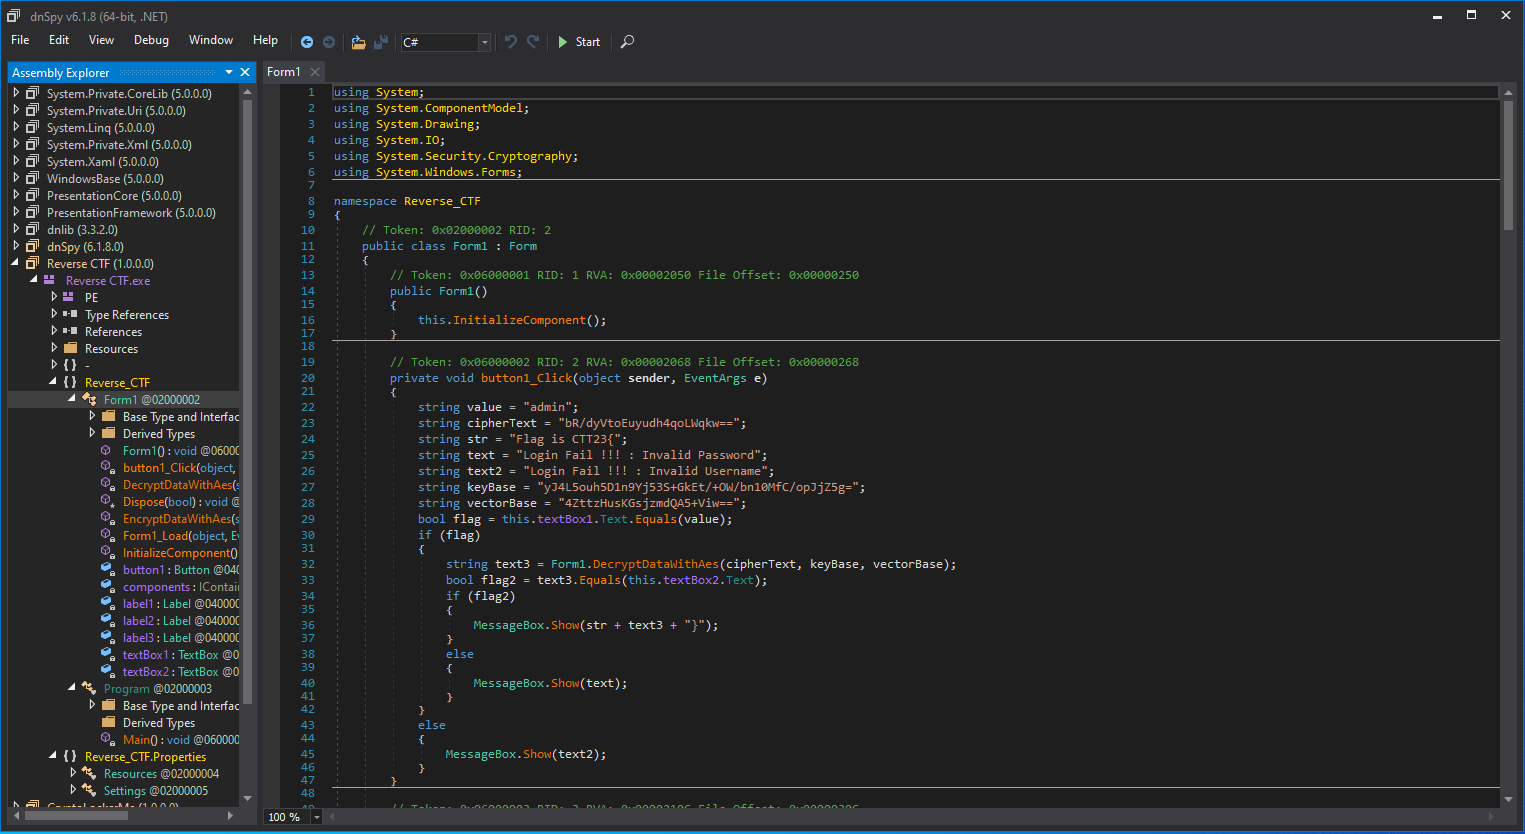 dnSpy v6.1.8 (64-bit, .NET)
File Edit View Debug Window Help C# Start
Assembly Explorer
System.Private.CoreLib (5.0.0.0)
System.Private.Uri (5.0.0.0)
System.Linq (5.0.0.0)
System.Private.Xml (5.0.0.0)
System.Xaml (5.0.0.0)
WindowsBase (5.0.0.0)
PresentationCore (5.0.0.0)
PresentationFramework (5.0.0.0)
dnlib (3.3.2.0)
dnSpy (6.1.8.0)
Reverse CTF (1.0.0.0)
Reverse CTF.exe
PE
Type References
References
Resources
{ } -
{ } Reverse_CTF
Form1 @02000002
Base Type and Interfac
Derived Types
Form1() : void @0600
button1_Click(object,
DecryptDataWithAes(s
Dispose(bool) : void @
EncryptDataWithAes(s
Form1_Load(object, Ev
InitializeComponent()
button1 : Button @040
components : IContain
label1 : Label @040000
label2 : Label @040000
label3 : Label @040000
textBox1 : TextBox @0
textBox2 : TextBox @0
Program @02000003
Base Type and Interfac
Derived Types
Main() : void @060000
{ } Reverse_CTF.Properties
Resources @02000004
Settings @02000005
Form1
1 using System;
2 using System.ComponentModel;
3 using System.Drawing;
4 using System.IO;
5 using System.Security.Cryptography;
6 using System.Windows.Forms;
7
8 namespace Reverse_CTF
9 {
10 // Token: 0x02000002 RID: 2
11 public class Form1 : Form
12 {
13 // Token: 0x06000001 RID: 1 RVA: 0x00002050 File Offset: 0x00000250
14 public Form1()
15 {
16 this.InitializeComponent();
17 }
18
19 // Token: 0x06000002 RID: 2 RVA: 0x00002068 File Offset: 0x00000268
20 private void button1_Click(object sender, EventArgs e)
21 {
22 string value = "admin";
23 string cipherText = "bR/dyVtoEuyudh4qoLWqkw==";
24 string str = "Flag is CTT23{";
25 string text = "Login Fail !!! : Invalid Password";
26 string text2 = "Login Fail !!! : Invalid Username";
27 string keyBase = "yJ4L5ouh5D1n9Yj53S+GkEt/+OW/bn10MfC/opJjZ5g=";
28 string vectorBase = "4ZttzHusKGsjzmdQA5+Viw==";
29 bool flag = this.textBox1.Text.Equals(value);
30 if (flag)
31 {
32 string text3 = Form1.DecryptDataWithAes(cipherText, keyBase, vectorBase);
33 bool flag2 = text3.Equals(this.textBox2.Text);
34 if (flag2)
35 {
36 MessageBox.Show(str + text3 + "}");
37 }
38 else
39 {
40 MessageBox.Show(text);
41 }
42 }
43 else
44 {
45 MessageBox.Show(text2);
46 }
47 }
48
100 %